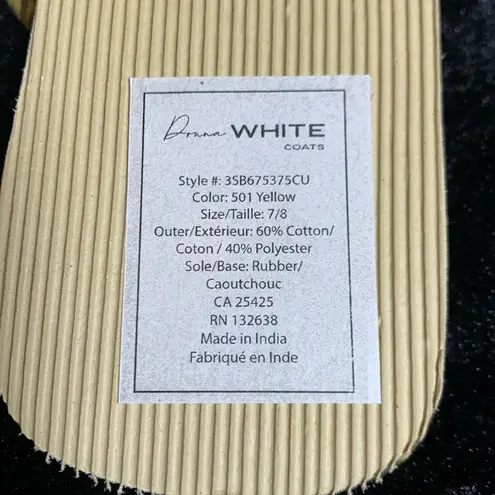 Donna WHITE
COATS
Style #: 3SB675375CU
Color: 501 Yellow
Size/Taille: 7/8
Outer/Extérieur: 60% Cotton/
Coton / 40% Polyester
Sole/Base: Rubber/
Caoutchouc
CA 25425
RN 132638
Made in India
Fabriqué en Inde